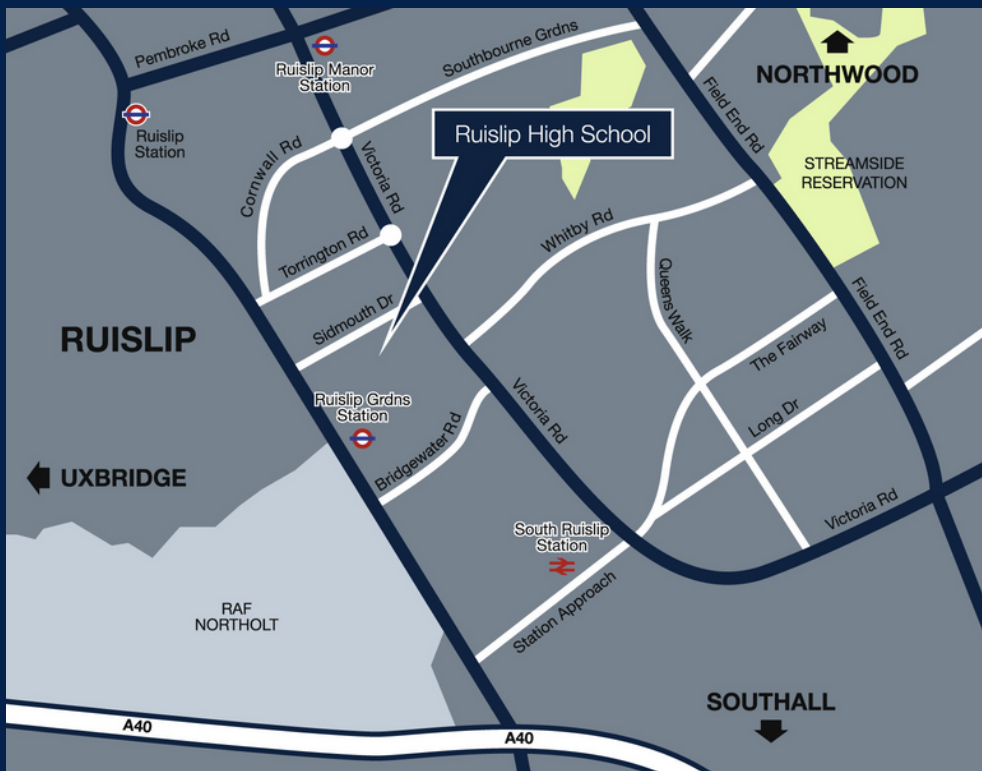 Pembroke Rd
Ruislip Manor
Station
Southbourne Grdns
NORTHWOOD
Field End Rd
Ruislip
Station
Ruislip High School
Cornwall Rd
Victoria Rd
STREAMSIDE
RESERVATION
Torrington Rd
Whitby Rd
Sidmouth Dr
Queens Walk
Field End Rd
RUISLIP
The Fairway
Ruislip Grdns
Station
Victoria Rd
Long Dr
Bridgewater Rd
UXBRIDGE
Victoria Rd
South Ruislip
Station
Station Approach
RAF
NORTHOLT
SOUTHALL
A40
A40